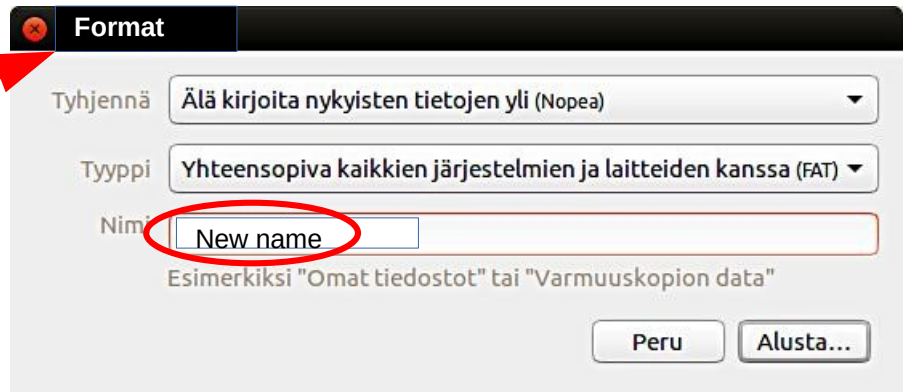 Format
Tyhjennä Älä kirjoita nykyisten tietojen yli (Nopea)
Tyyppi Yhteensopiva kaikkien järjestelmien ja laitteiden kanssa (FAT)
Nimi New name
Esimerkiksi "Omat tiedostot" tai "Varmuuskopion data"
Peru Alusta...